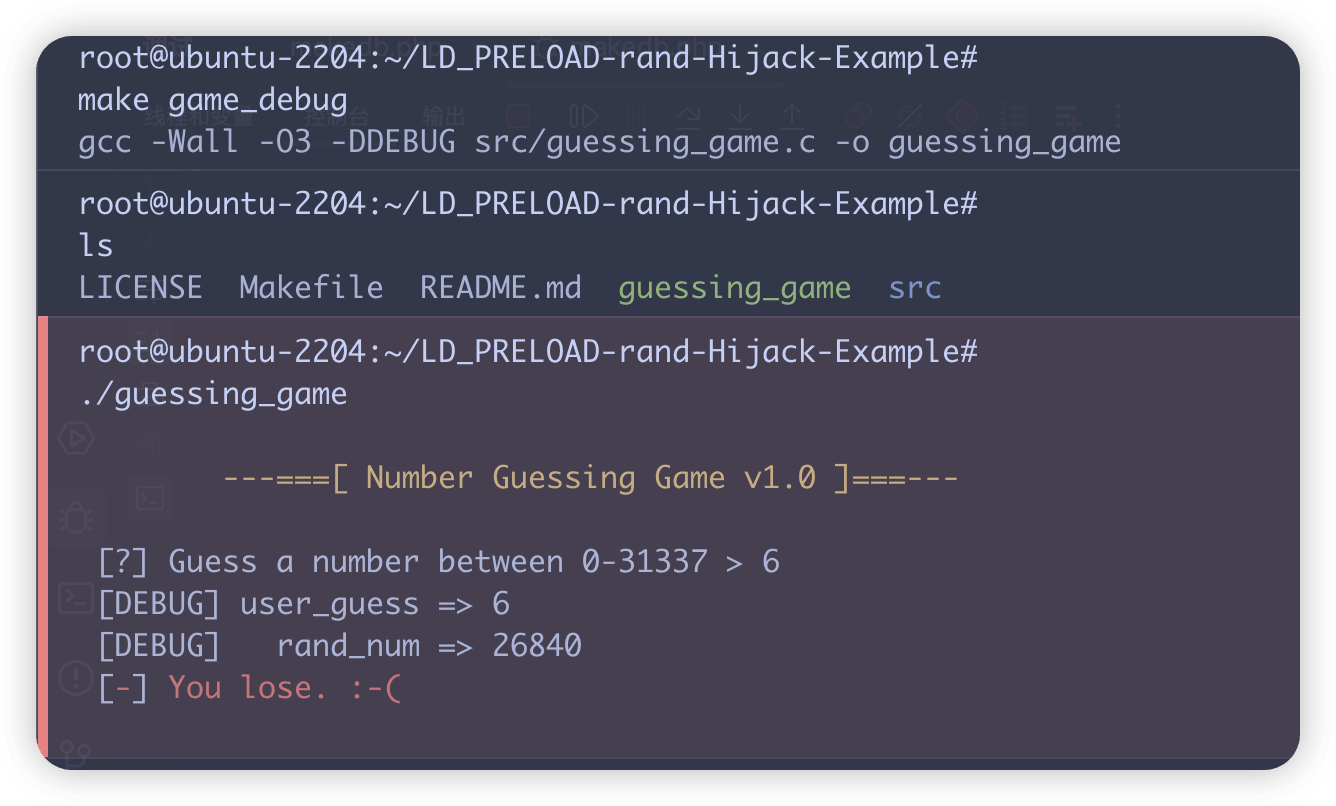 root@ubuntu-2204:~/LD_PRELOAD-rand-Hijack-Example#
make game_debug
gcc -Wall -O3 -DDEBUG src/guessing_game.c -o guessing_game
root@ubuntu-2204:~/LD_PRELOAD-rand-Hijack-Example#
ls
LICENSE  Makefile  README.md  guessing_game  src
root@ubuntu-2204:~/LD_PRELOAD-rand-Hijack-Example#
./guessing_game
---===[ Number Guessing Game v1.0 ]===---
[?] Guess a number between 0-31337 > 6
[DEBUG] user_guess => 6
[DEBUG]   rand_num => 26840
[-] You lose. :-(